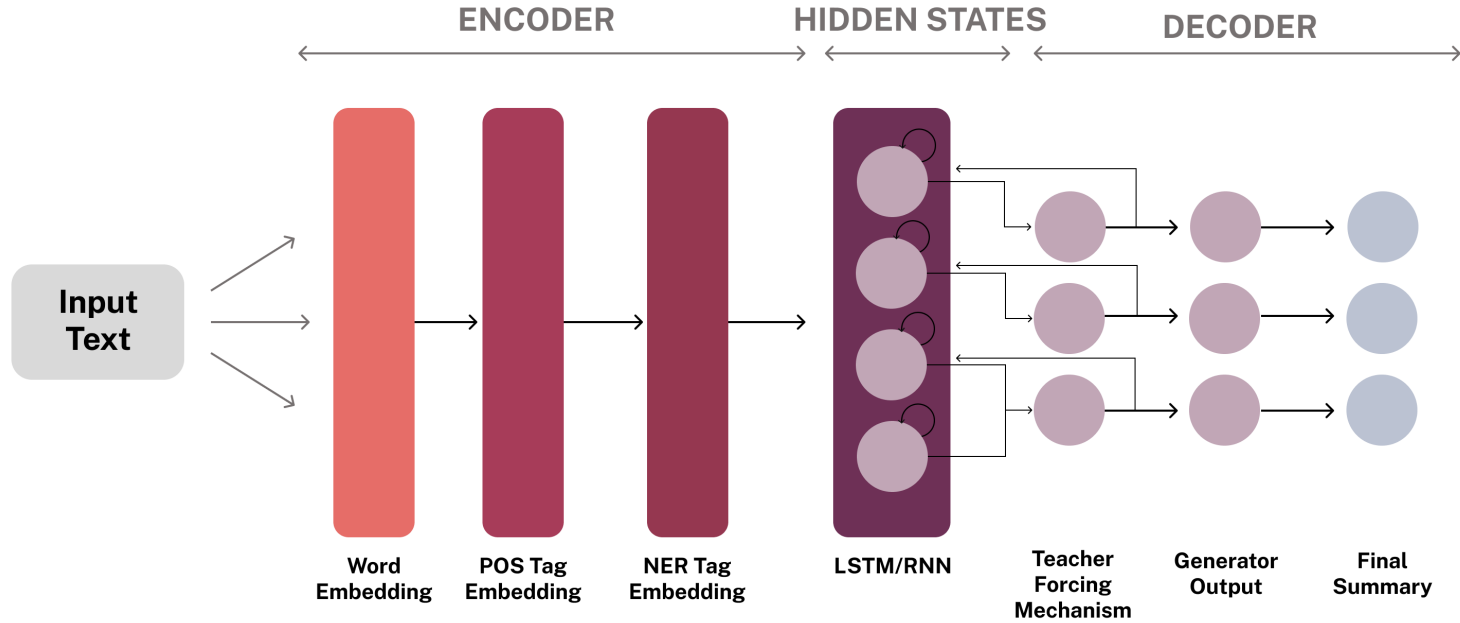 ENCODER
HIDDEN STATES
DECODER
Input
Text
Word
Embedding
POS Tag
Embedding
NER Tag
Embedding
LSTM/RNN
Teacher
Forcing
Mechanism
Generator
Output
Final
Summary